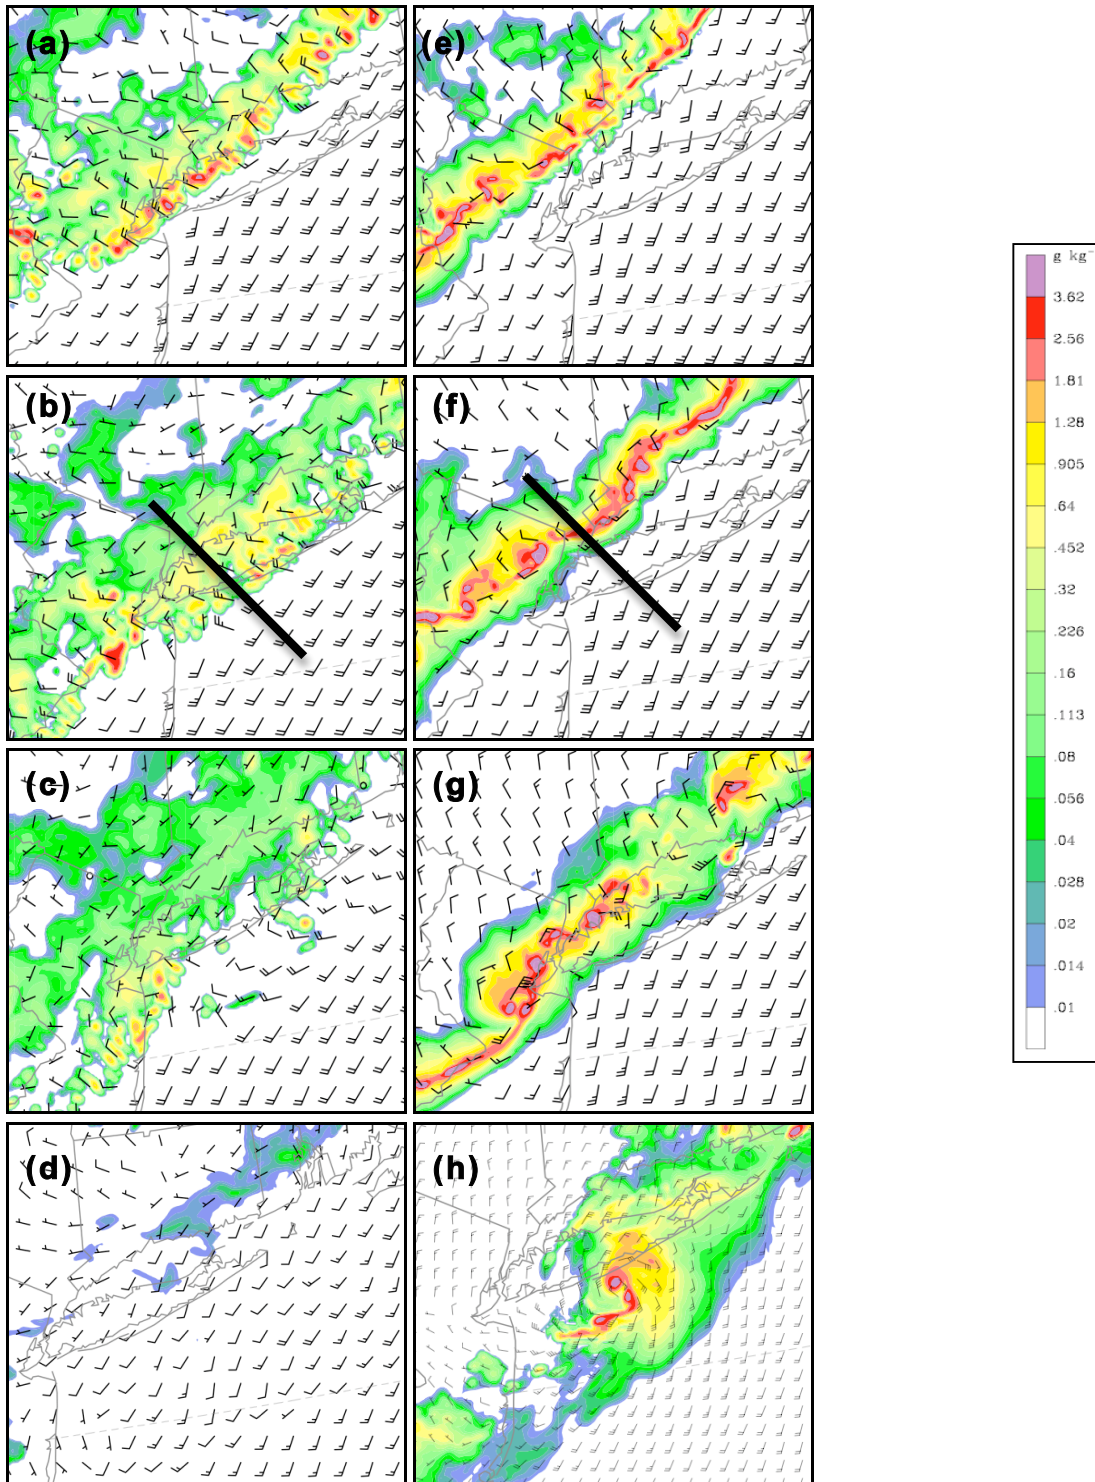 (a)
(e)
(b)
(f)
(c)
(g)
(d)
(h)
g kg⁻
3.62
2.56
1.81
1.28
.905
.64
.452
.32
.226
.16
.113
.08
.056
.04
.028
.02
.014
.01